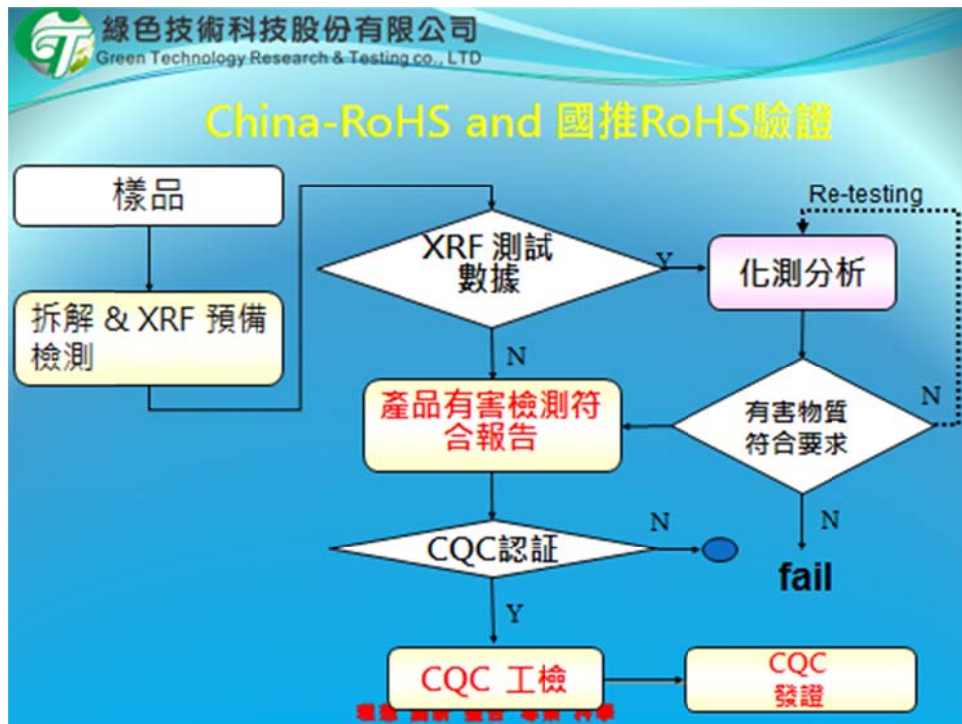 綠色技術科技股份有限公司
Green Technology Research & Testing co., LTD
China-RoHS and 國推RoHS驗證
樣品
拆解 & XRF 預備
檢測
XRF 測試
數據
Y
N
Re-testing
化測分析
有害物質
符合要求
N
N
fail
產品有害檢測符
合報告
CQC認証
N
Y
CQC 工檢
CQC
發證